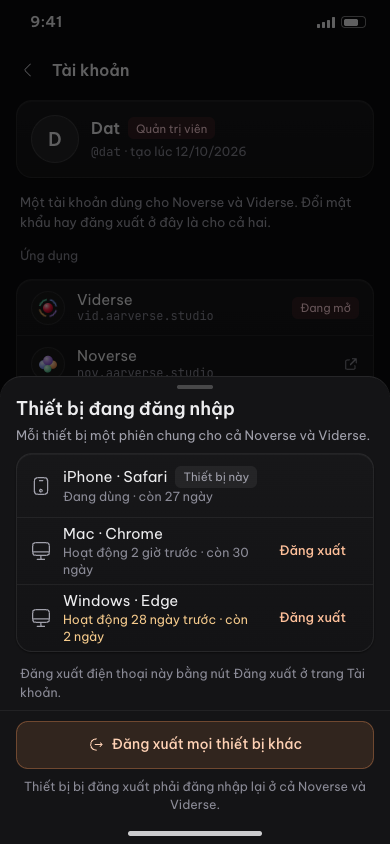 9:41
Tài khoản
D
Dat Quản trị viên
@dat · tạo lúc 12/10/2026
Một tài khoản dùng cho Noverse và Viderse. Đổi mật
khẩu hay đăng xuất ở đây là cho cả hai.
Ứng dụng
Viderse
vid.aarverse.studio
Đang mở
Noverse
nov.aarverse.studio
Thiết bị đang đăng nhập
Mỗi thiết bị một phiên chung cho cả Noverse và Viderse.
iPhone · Safari Thiết bị này
Đang dùng · còn 27 ngày
Mac · Chrome
Hoạt động 2 giờ trước · còn 30
ngày
Đăng xuất
Windows · Edge
Hoạt động 28 ngày trước · còn
2 ngày
Đăng xuất
Đăng xuất điện thoại này bằng nút Đăng xuất ở trang Tài
khoản.
Đăng xuất mọi thiết bị khác
Thiết bị bị đăng xuất phải đăng nhập lại ở cả Noverse và
Viderse.